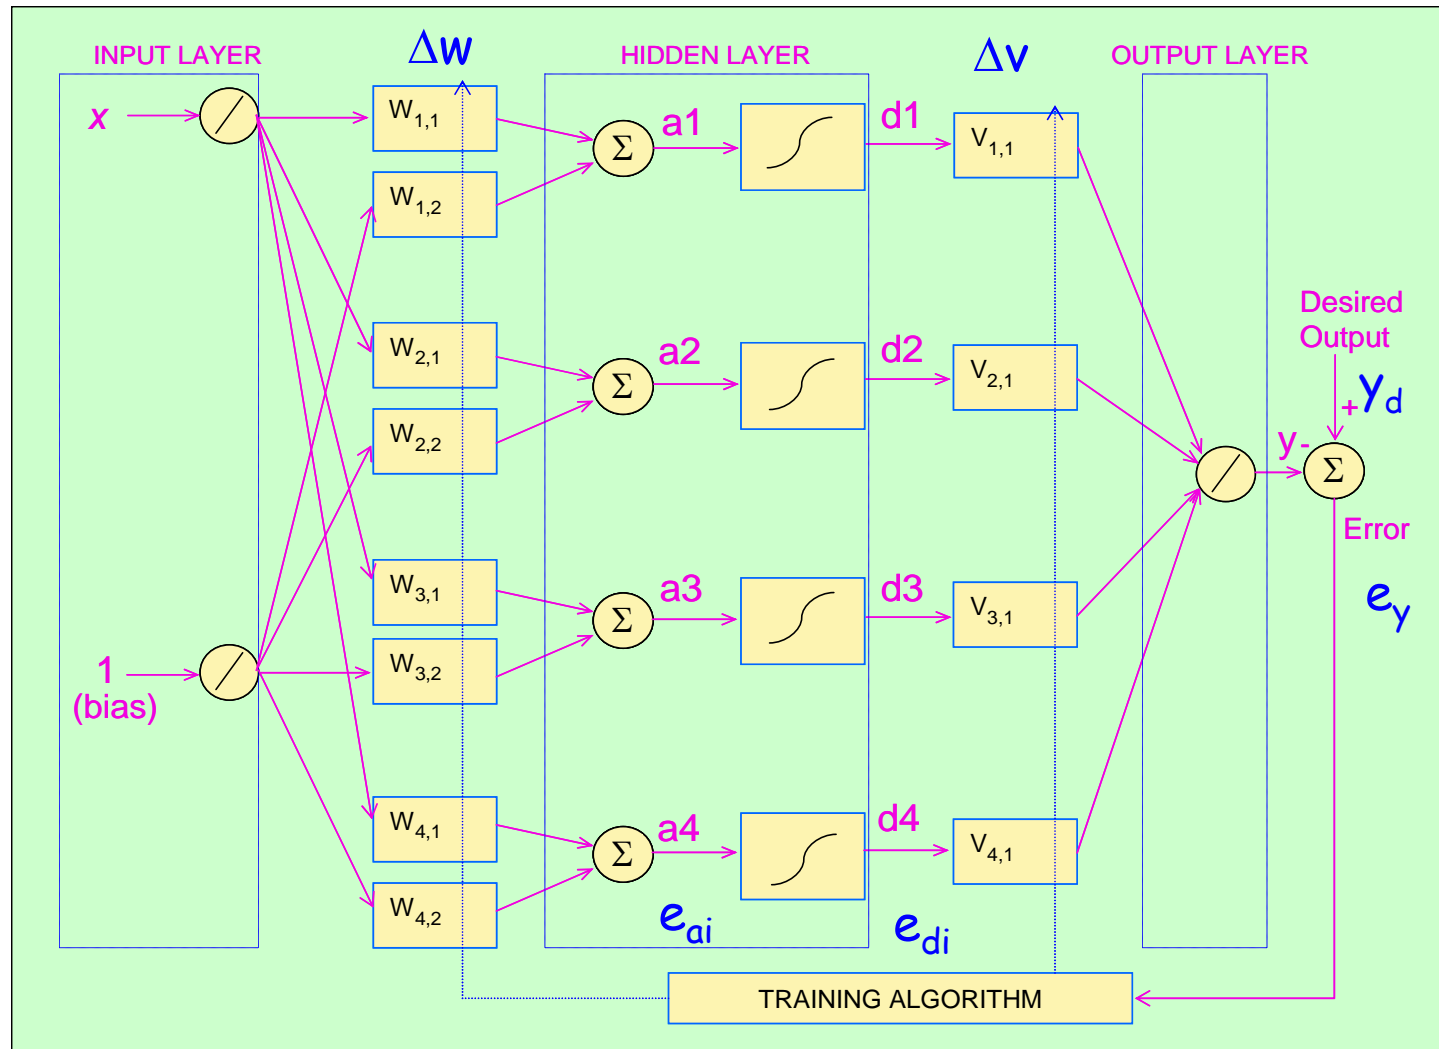 INPUT LAYER
Δw
HIDDEN LAYER
Δv
OUTPUT LAYER
x
W1,1
W1,2
Σ
a1
d1
V1,1
W2,1
W2,2
Σ
a2
d2
V2,1
Desired
Output
+
yd
y
-
Σ
Error
ey
W3,1
W3,2
Σ
a3
d3
V3,1
1
(bias)
W4,1
W4,2
Σ
a4
d4
V4,1
eai
edi
TRAINING ALGORITHM